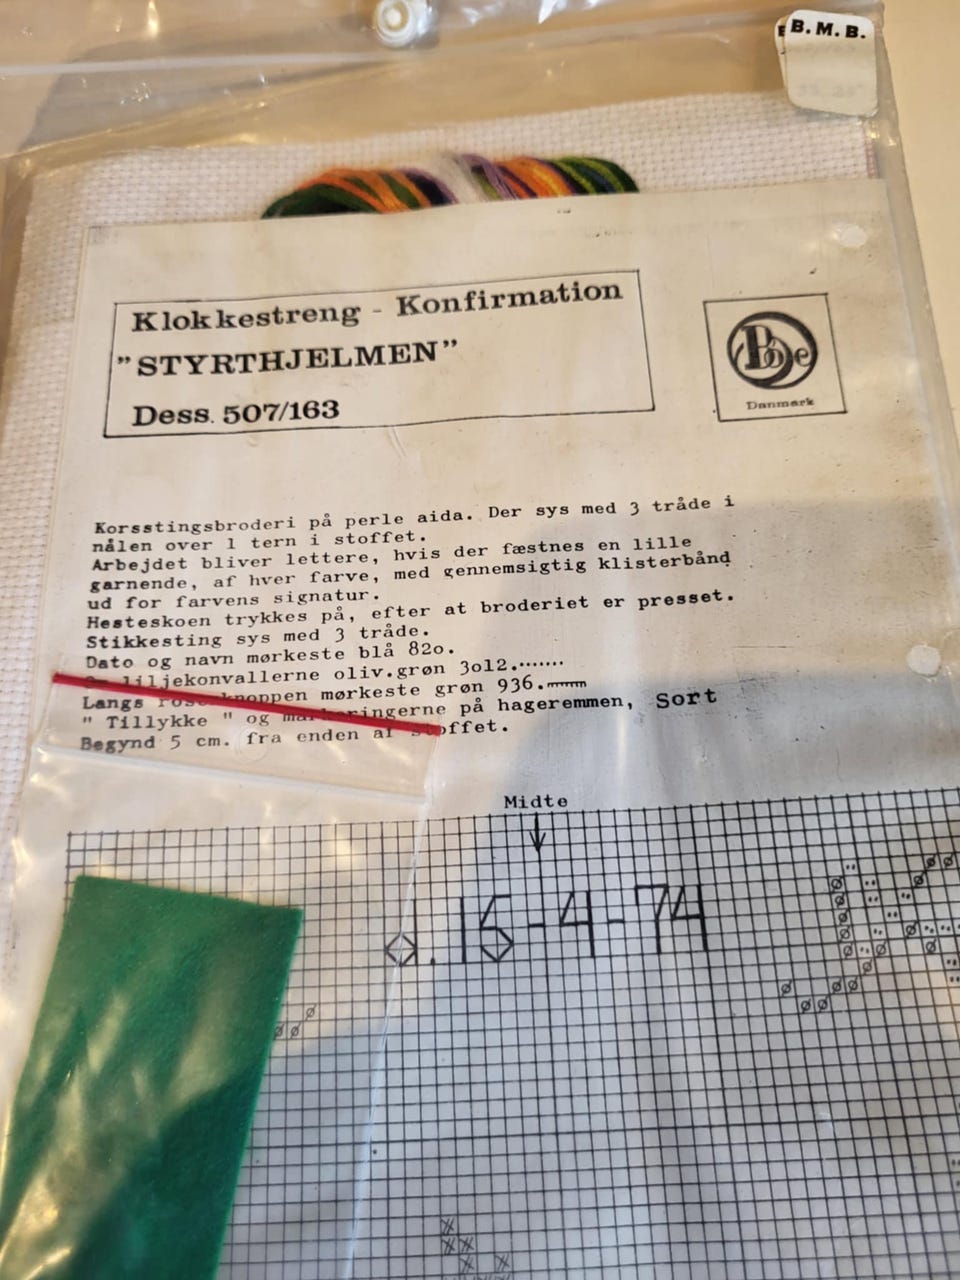 B. M. B.
Klokkestreng - Konfirmation
"STYRTHJELMEN"
Dess. 507/163
Boje
Danmark
Korsstingsbroderi på perle aida. Der sys med 3 tråde i
nålen over 1 tern i stoffet.
Arbejdet bliver lettere, hvis der fæstnes en lille
garnende, af hver farve, med gennemsigtig klisterbånd
ud for farvens signatur.
Hesteskoen trykkes på, efter at broderiet er presset.
Stikkesting sys med 3 tråde.
Dato og navn mørkeste blå 82o.
liljekonvallerne oliv.grøn 3o12.
Langs knoppen mørkeste grøn 936.
" Tillykke " og markeringerne på hageremmen, Sort
Begynd 5 cm. fra enden af stoffet.
Midte
d. 15-4-74